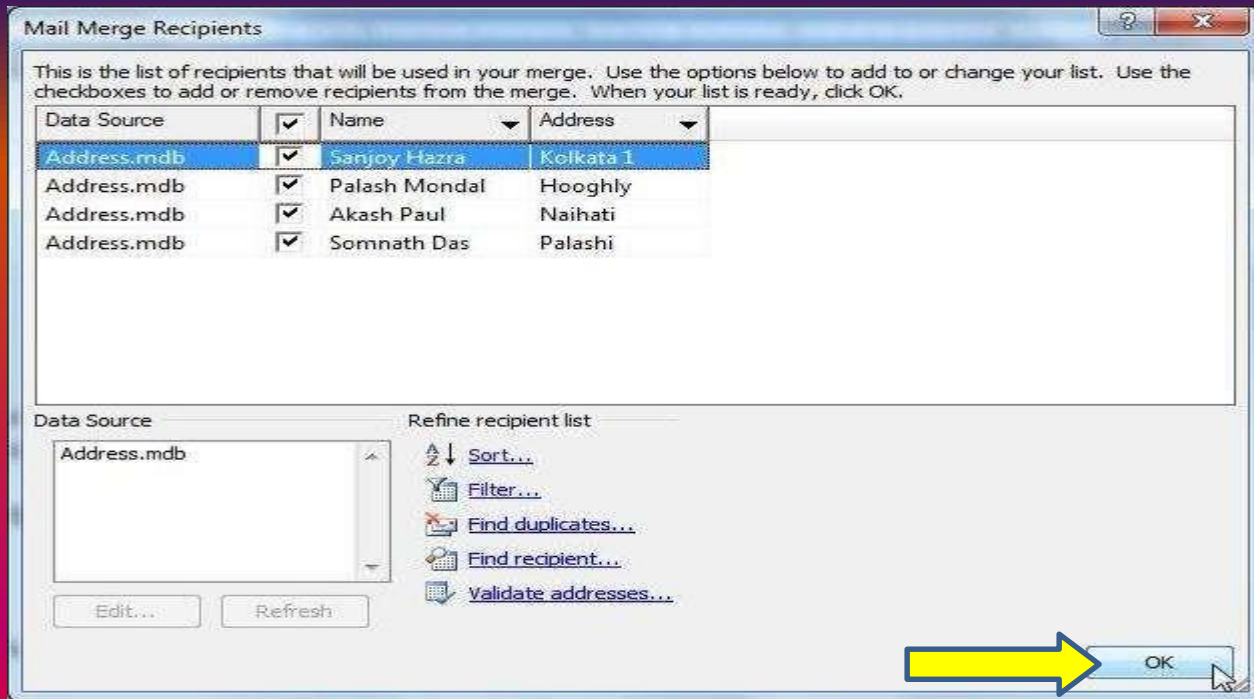 Mail Merge Recipients
This is the list of recipients that will be used in your merge. Use the options below to add to or change your list. Use the
checkboxes to add or remove recipients from the merge. When your list is ready, click OK.
Data Source Name Address
Address.mdb Sanjoy Hazra Kolkata 1
Address.mdb Palash Mondal Hooghly
Address.mdb Akash Paul Naihati
Address.mdb Somnath Das Palashi
Data Source Refine recipient list
Address.mdb
Sort...
Filter...
Find duplicates...
Find recipient...
Validate addresses...
Edit... Refresh
OK